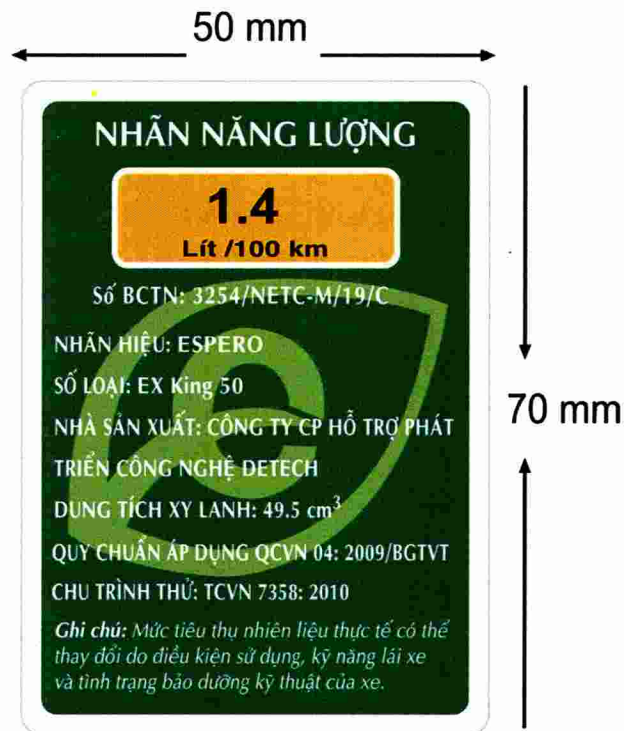 50 mm
NHÃN NĂNG LƯỢNG
1.4
Lít /100 km
Số BCTN: 3254/NETC-M/19/C
NHÃN HIỆU: ESPERO
SỐ LOẠI: EX King 50
NHÀ SẢN XUẤT: CÔNG TY CP HỖ TRỢ PHÁT
TRIỂN CÔNG NGHỆ DETECH
DUNG TÍCH XY LANH: 49.5 cm³
QUY CHUẨN ÁP DỤNG QCVN 04: 2009/BGTVT
CHU TRÌNH THỬ: TCVN 7358: 2010
Ghi chú: Mức tiêu thụ nhiên liệu thực tế có thể
thay đổi do điều kiện sử dụng, kỹ năng lái xe
và tình trạng bảo dưỡng kỹ thuật của xe.
70 mm